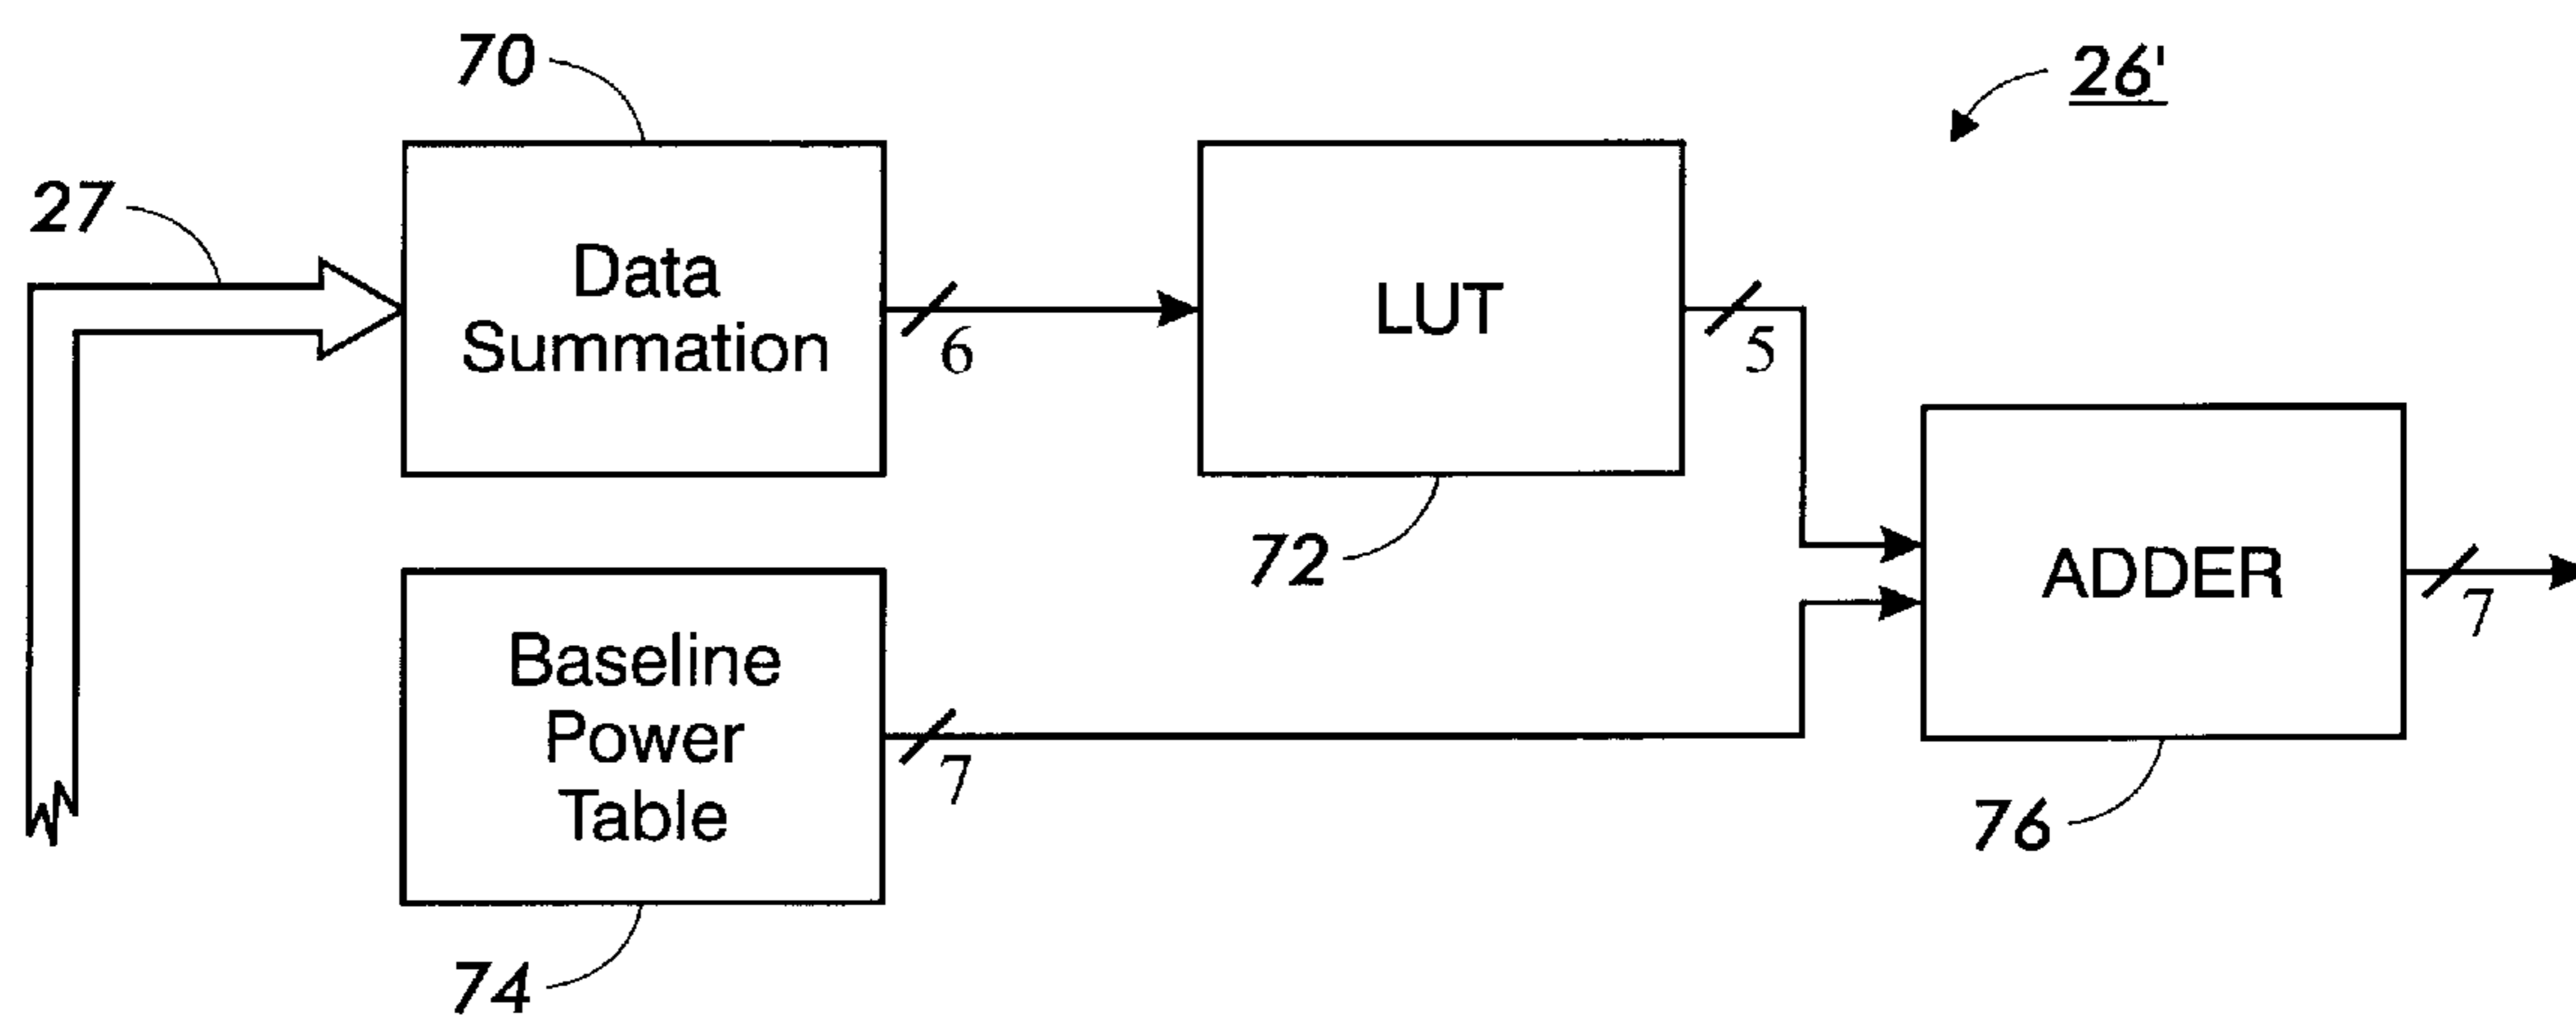 70
26'
27
Data
Summation
6
LUT
5
72
ADDER
7
Baseline
Power
Table
7
76
74